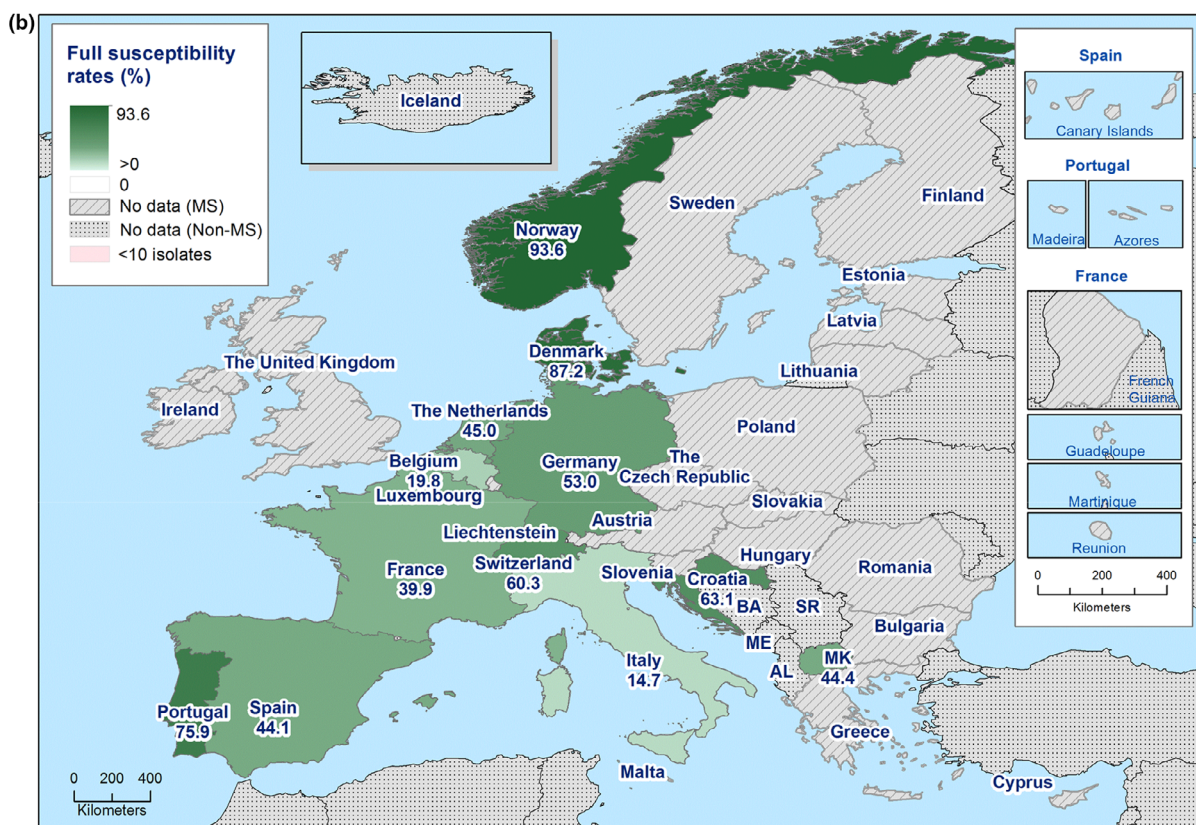 (b)
Full susceptibility
rates (%)
93.6
>0
0
No data (MS)
No data (Non-MS)
<10 isolates
Iceland
Spain
Canary Islands
Portugal
Madeira
Azores
France
French
Guiana
Guadeloupe
Martinique
Reunion
0 200 400
Kilometers
Norway
93.6
Sweden
Finland
Estonia
Latvia
Lithuania
Denmark
87.2
The United Kingdom
Ireland
The Netherlands
45.0
Belgium
19.8
Luxembourg
Germany
53.0
Poland
The
Czech Republic
Slovakia
Austria
Liechtenstein
Switzerland
60.3
France
39.9
Hungary
Slovenia
Croatia
63.1
BA
SR
Romania
Bulgaria
ME
AL
MK
44.4
Italy
14.7
Portugal
75.9
Spain
44.1
Greece
Malta
Cyprus
0 200 400
Kilometers